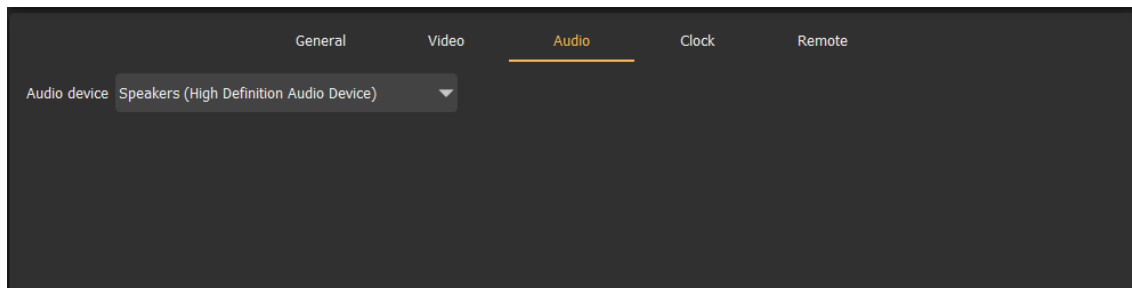 General Video Audio Clock Remote
Audio device Speakers (High Definition Audio Device)